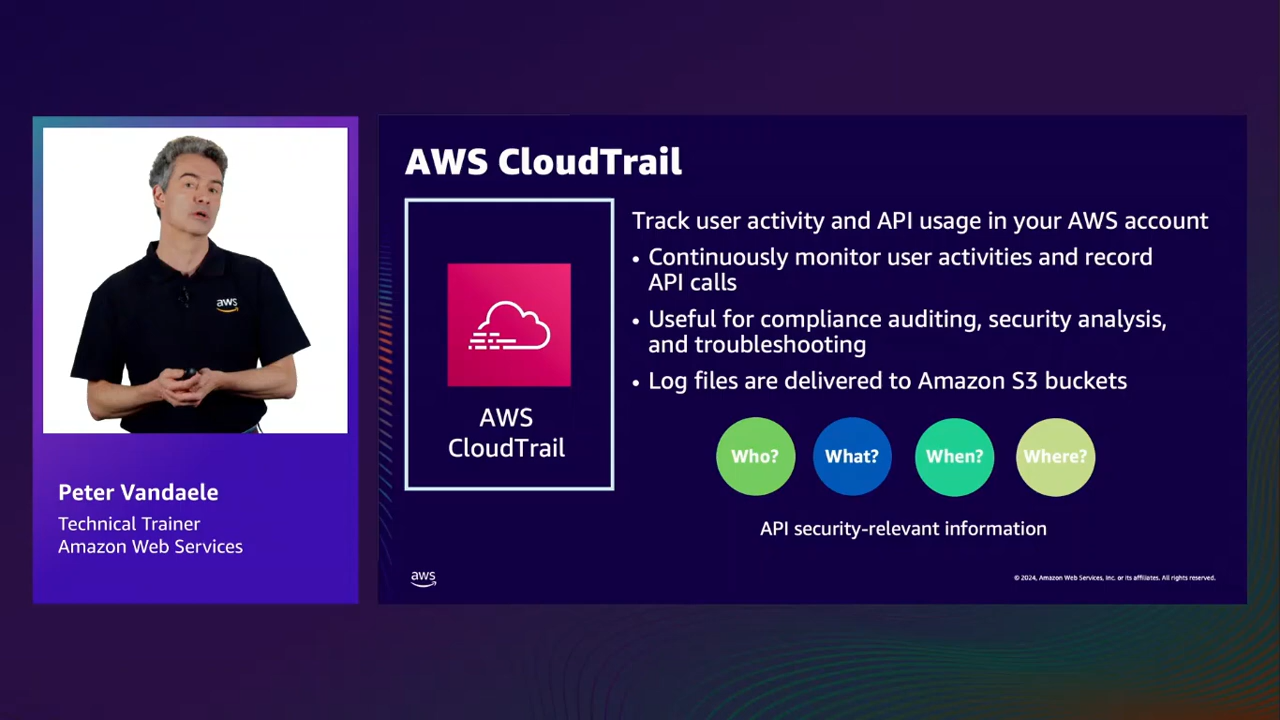 aws
Peter Vandaele
Technical Trainer
Amazon Web Services
AWS CloudTrail
AWS
CloudTrail
Track user activity and API usage in your AWS account
• Continuously monitor user activities and record
API calls
• Useful for compliance auditing, security analysis,
and troubleshooting
• Log files are delivered to Amazon S3 buckets
Who? What? When? Where?
API security-relevant information
aws
© 2024, Amazon Web Services, Inc. or its affiliates. All rights reserved.